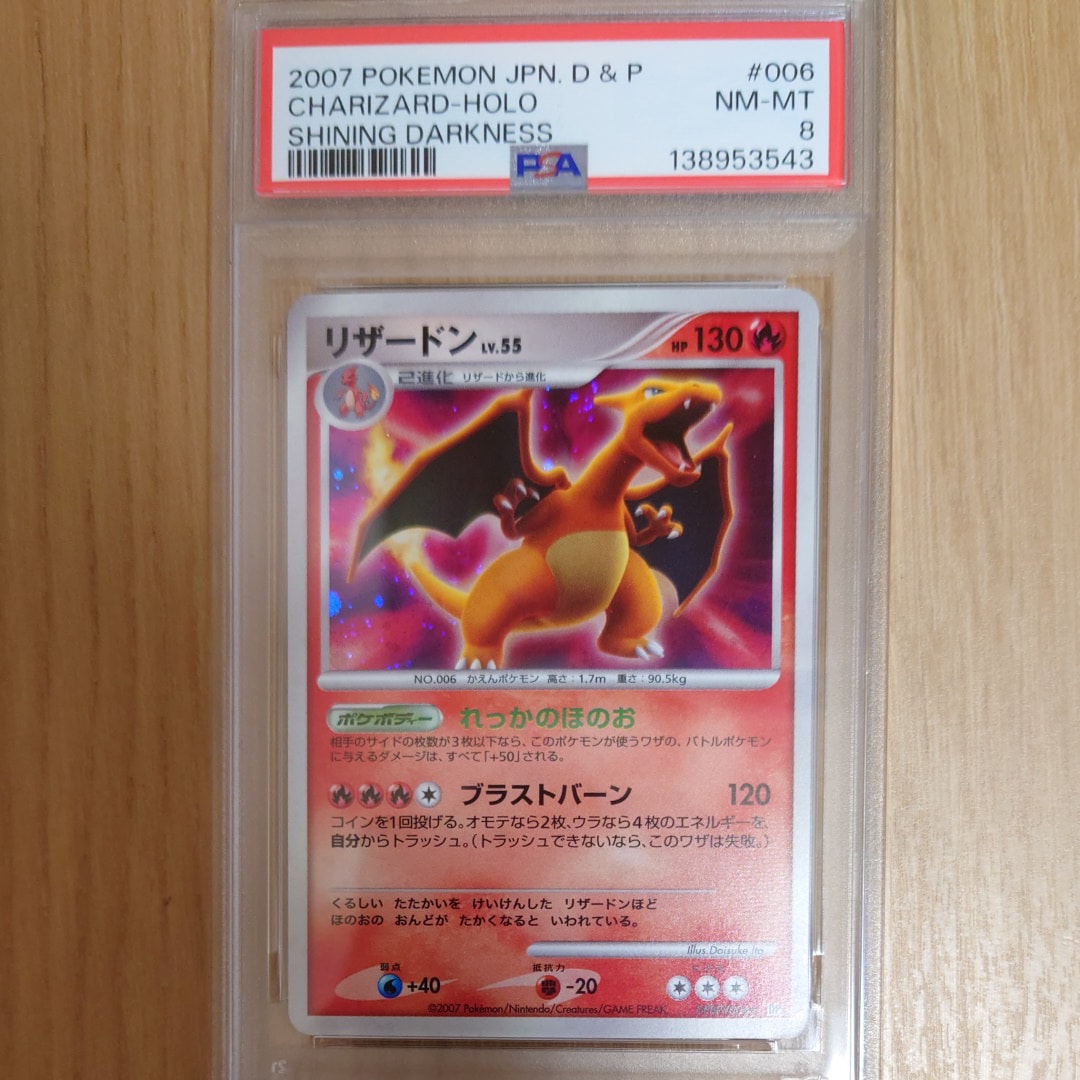 2007 POKEMON JPN. D & P #006
CHARIZARD-HOLO NM-MT
SHINING DARKNESS 8
PSA 138953543
リザードン LV.55 HP 130
2進化 リザードから進化
NO.006 かえんポケモン 高さ:1.7m 重さ:90.5kg
ポケボディー れっかのほのお
相手のサイドの枚数が3枚以下なら、このポケモンが使うワザの、バトルポケモン
に与えるダメージは、すべて「+50」される。
ブラストバーン 120
コインを1回投げる。オモテなら2枚、ウラなら4枚のエネルギーを、
自分からトラッシュ。(トラッシュできないなら、このワザは失敗。)
くるしい たたかいを けいけんした リザードンほど
ほのおの おんどが たかくなると いわれている。
Illus.Daisuke Ito
弱点 抵抗力
+40 -20
©2007 Pokémon/Nintendo/Creatures/GAME FREAK